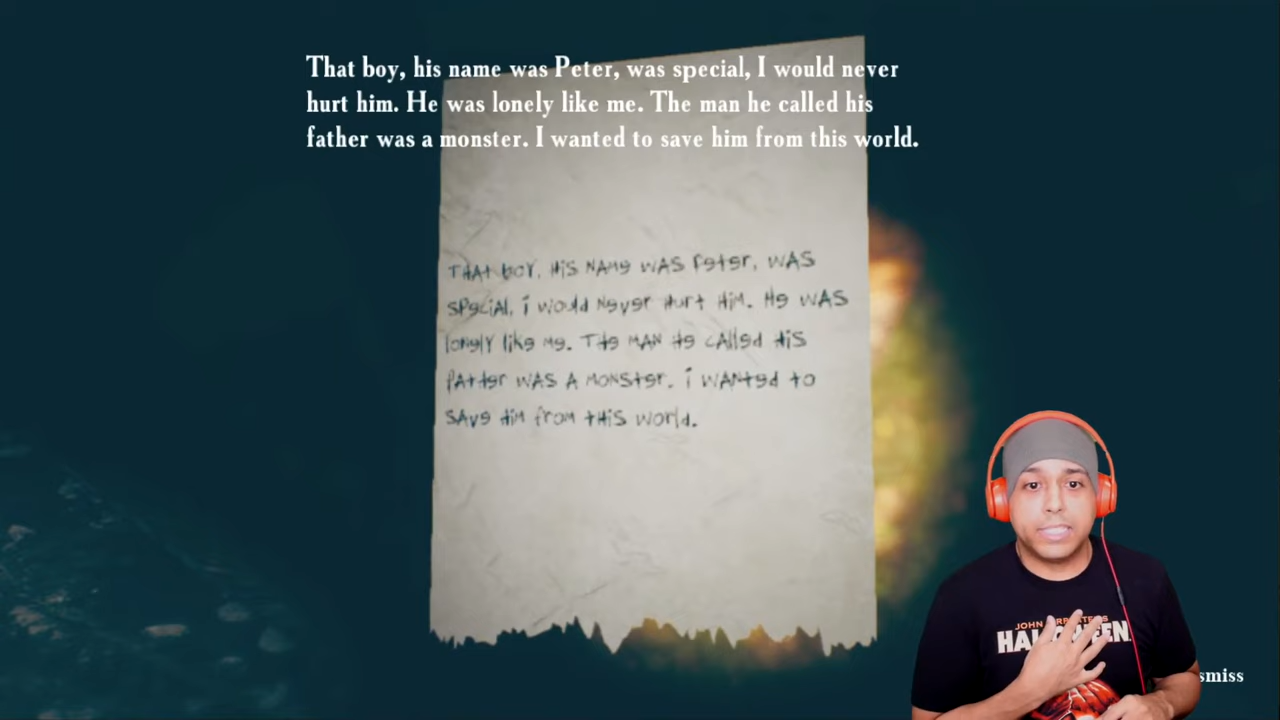 That boy, his name was Peter, was special, I would never
hurt him. He was lonely like me. The man he called his
father was a monster. I wanted to save him from this world.
THAT BOY, HIS NAME WAS PETER, WAS
SPECIAL, i WOULD NEVER HURT HIM. HE WAS
LONELY LIKE ME. THE MAN HE CALLED HIS
FATHER WAS A MONSTER. i WANTED TO
SAVE HIM FROM THIS WORLD.
JOHN CARPENTER'S
HALLOWEEN
smiss